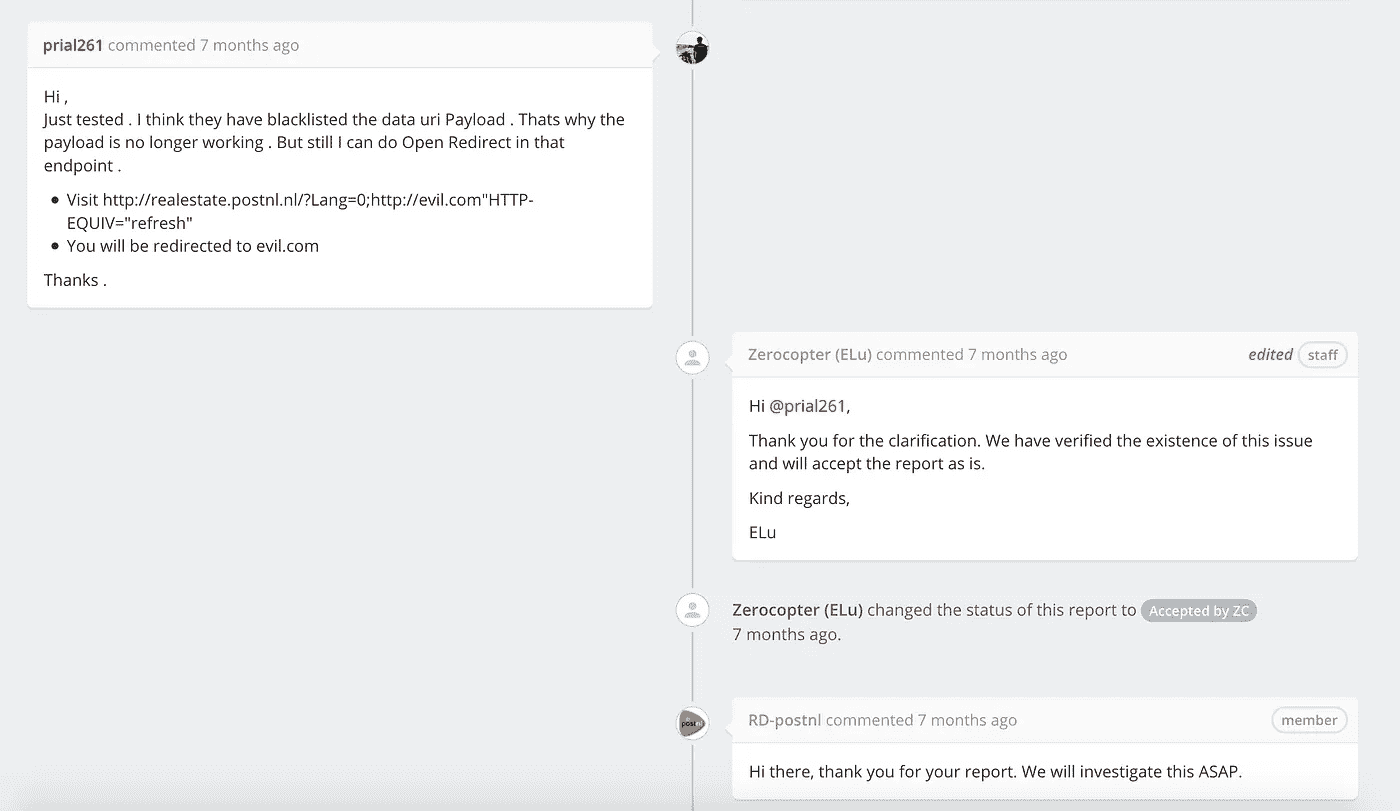 prial261 commented 7 months ago
Hi ,
Just tested . I think they have blacklisted the data uri Payload . Thats why the
payload is no longer working . But still I can do Open Redirect in that
endpoint .
• Visit http://realestate.postnl.nl/?Lang=0;http://evil.com"HTTP-
EQUIV="refresh"
• You will be redirected to evil.com
Thanks .
Zerocopter (ELu) commented 7 months ago edited staff
Hi @prial261,
Thank you for the clarification. We have verified the existence of this issue
and will accept the report as is.
Kind regards,
ELu
Zerocopter (ELu) changed the status of this report to Accepted by ZC
7 months ago.
postnl
RD-postnl commented 7 months ago member
Hi there, thank you for your report. We will investigate this ASAP.